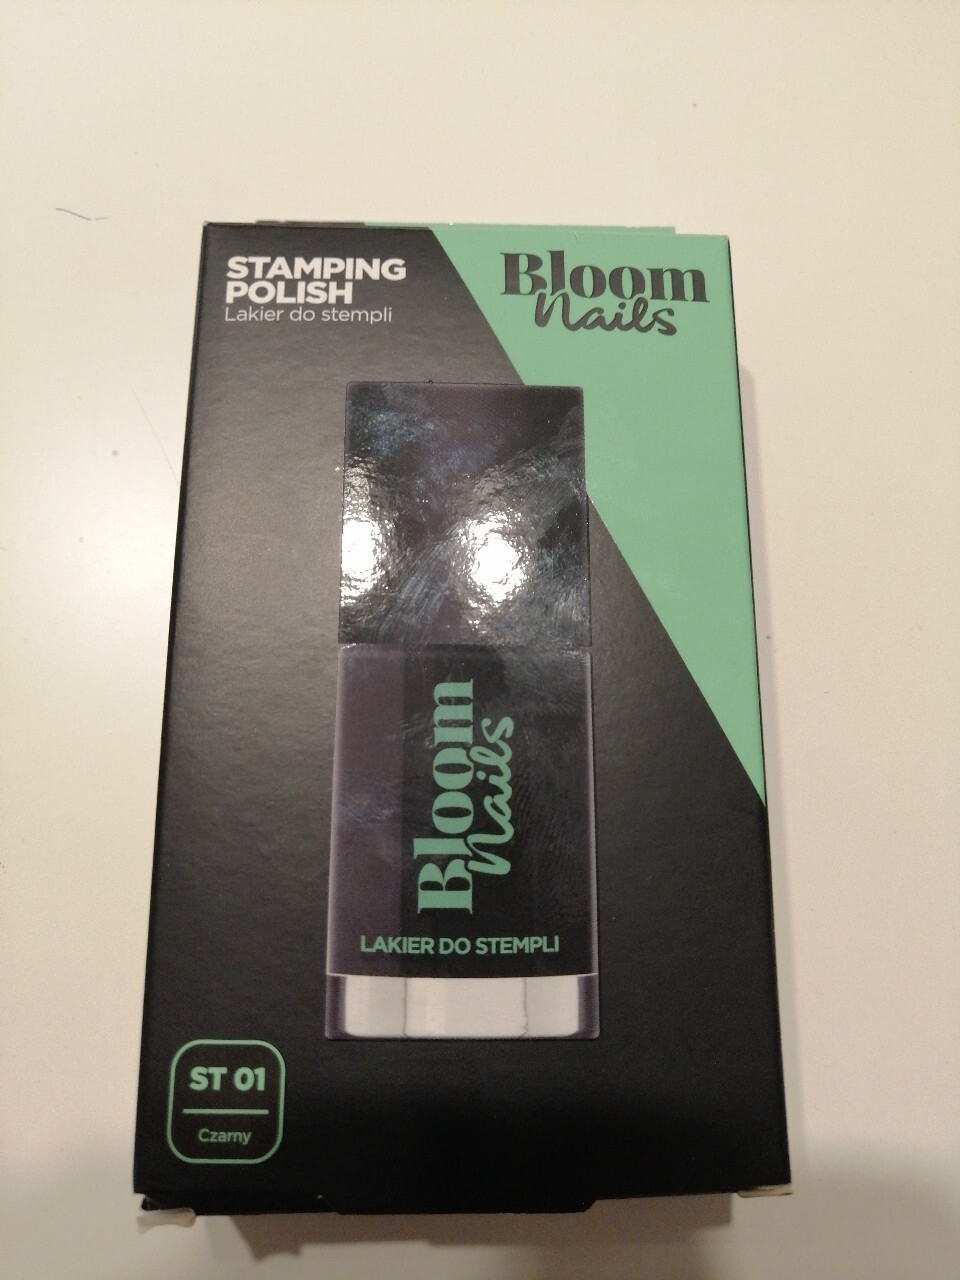 STAMPING
POLISH
Lakier do stempli
Bloom
Nails
Bloom
Nails
LAKIER DO STEMPLI
ST 01
Czarny